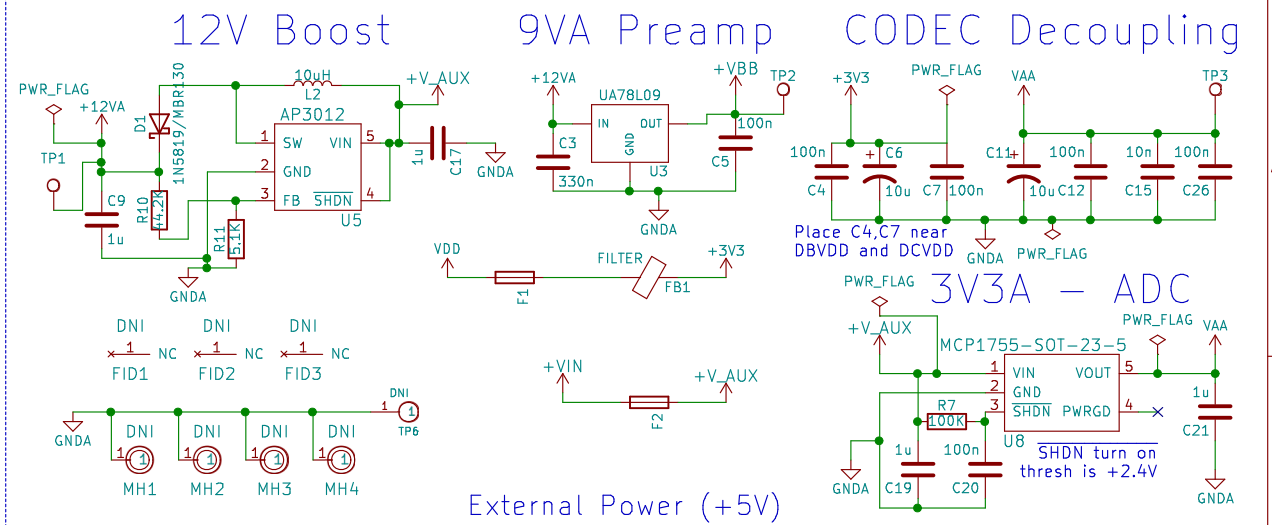 12V Boost
9VA Preamp
CODEC Decoupling
PWR_FLAG
+12VA
TP1
D1
1N5819/MBR130
10uH
L2
+V_AUX
AP3012
1 SW
2 GND
3 FB
VIN 5
SHDN 4
U5
1u
C17
GNDA
C9
1u
R10
44.2K
R11
5.1K
GNDA
+12VA
UA78L09
IN
OUT
GND
U3
C3
330n
+VBB
TP2
100n
C5
GNDA
+3V3
PWR_FLAG
VAA
TP3
100n
C4
C6
10u
C7
100n
C11
10u
100n
C12
10n
C15
100n
C26
Place C4,C7 near
DBVDD and DCVDD
GNDA
PWR_FLAG
VDD
F1
FILTER
FB1
+3V3
3V3A - ADC
PWR_FLAG
+V_AUX
MCP1755-SOT-23-5
1 VIN
2 GND
3 SHDN
VOUT 5
PWRGD 4
U8
PWR_FLAG
VAA
R7
100K
1u
C19
100n
C20
1u
C21
GNDA
GNDA
SHDN turn on
thresh is +2.4V
DNI
1 NC
FID1
DNI
1 NC
FID2
DNI
1 NC
FID3
+VIN
F2
+V_AUX
GNDA
DNI
1 1
TP6
DNI
1 1
MH1
DNI
1 1
MH2
DNI
1 1
MH3
DNI
1 1
MH4
External Power (+5V)